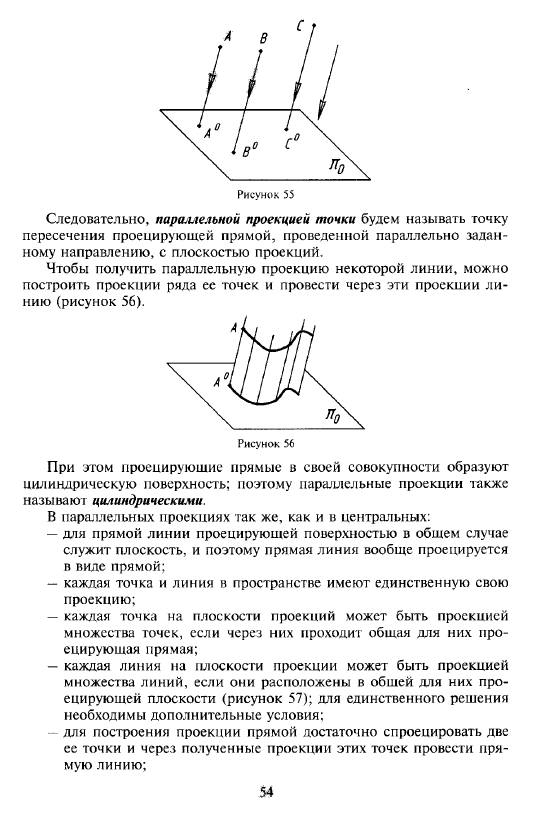 A B C
A⁰ B⁰ C⁰
П₀
Рисунок 55
Следовательно, параллельной проекцией точки будем называть точку
пересечения проецирующей прямой, проведенной параллельно задан-
ному направлению, с плоскостью проекций.
Чтобы получить параллельную проекцию некоторой линии, можно
построить проекции ряда ее точек и провести через эти проекции ли-
нию (рисунок 56).
A
A⁰
П₀
Рисунок 56
При этом проецирующие прямые в своей совокупности образуют
цилиндрическую поверхность; поэтому параллельные проекции также
называют цилиндрическими.
В параллельных проекциях так же, как и в центральных:
— для прямой линии проецирующей поверхностью в общем случае
служит плоскость, и поэтому прямая линия вообще проецируется
в виде прямой;
— каждая точка и линия в пространстве имеют единственную свою
проекцию;
— каждая точка на плоскости проекций может быть проекцией
множества точек, если через них проходит общая для них про-
ецирующая прямая;
— каждая линия на плоскости проекции может быть проекцией
множества линий, если они расположены в общей для них про-
ецирующей плоскости (рисунок 57); для единственного решения
необходимы дополнительные условия;
— для построения проекции прямой достаточно спроецировать две
ее точки и через полученные проекции этих точек провести пря-
мую линию;
54